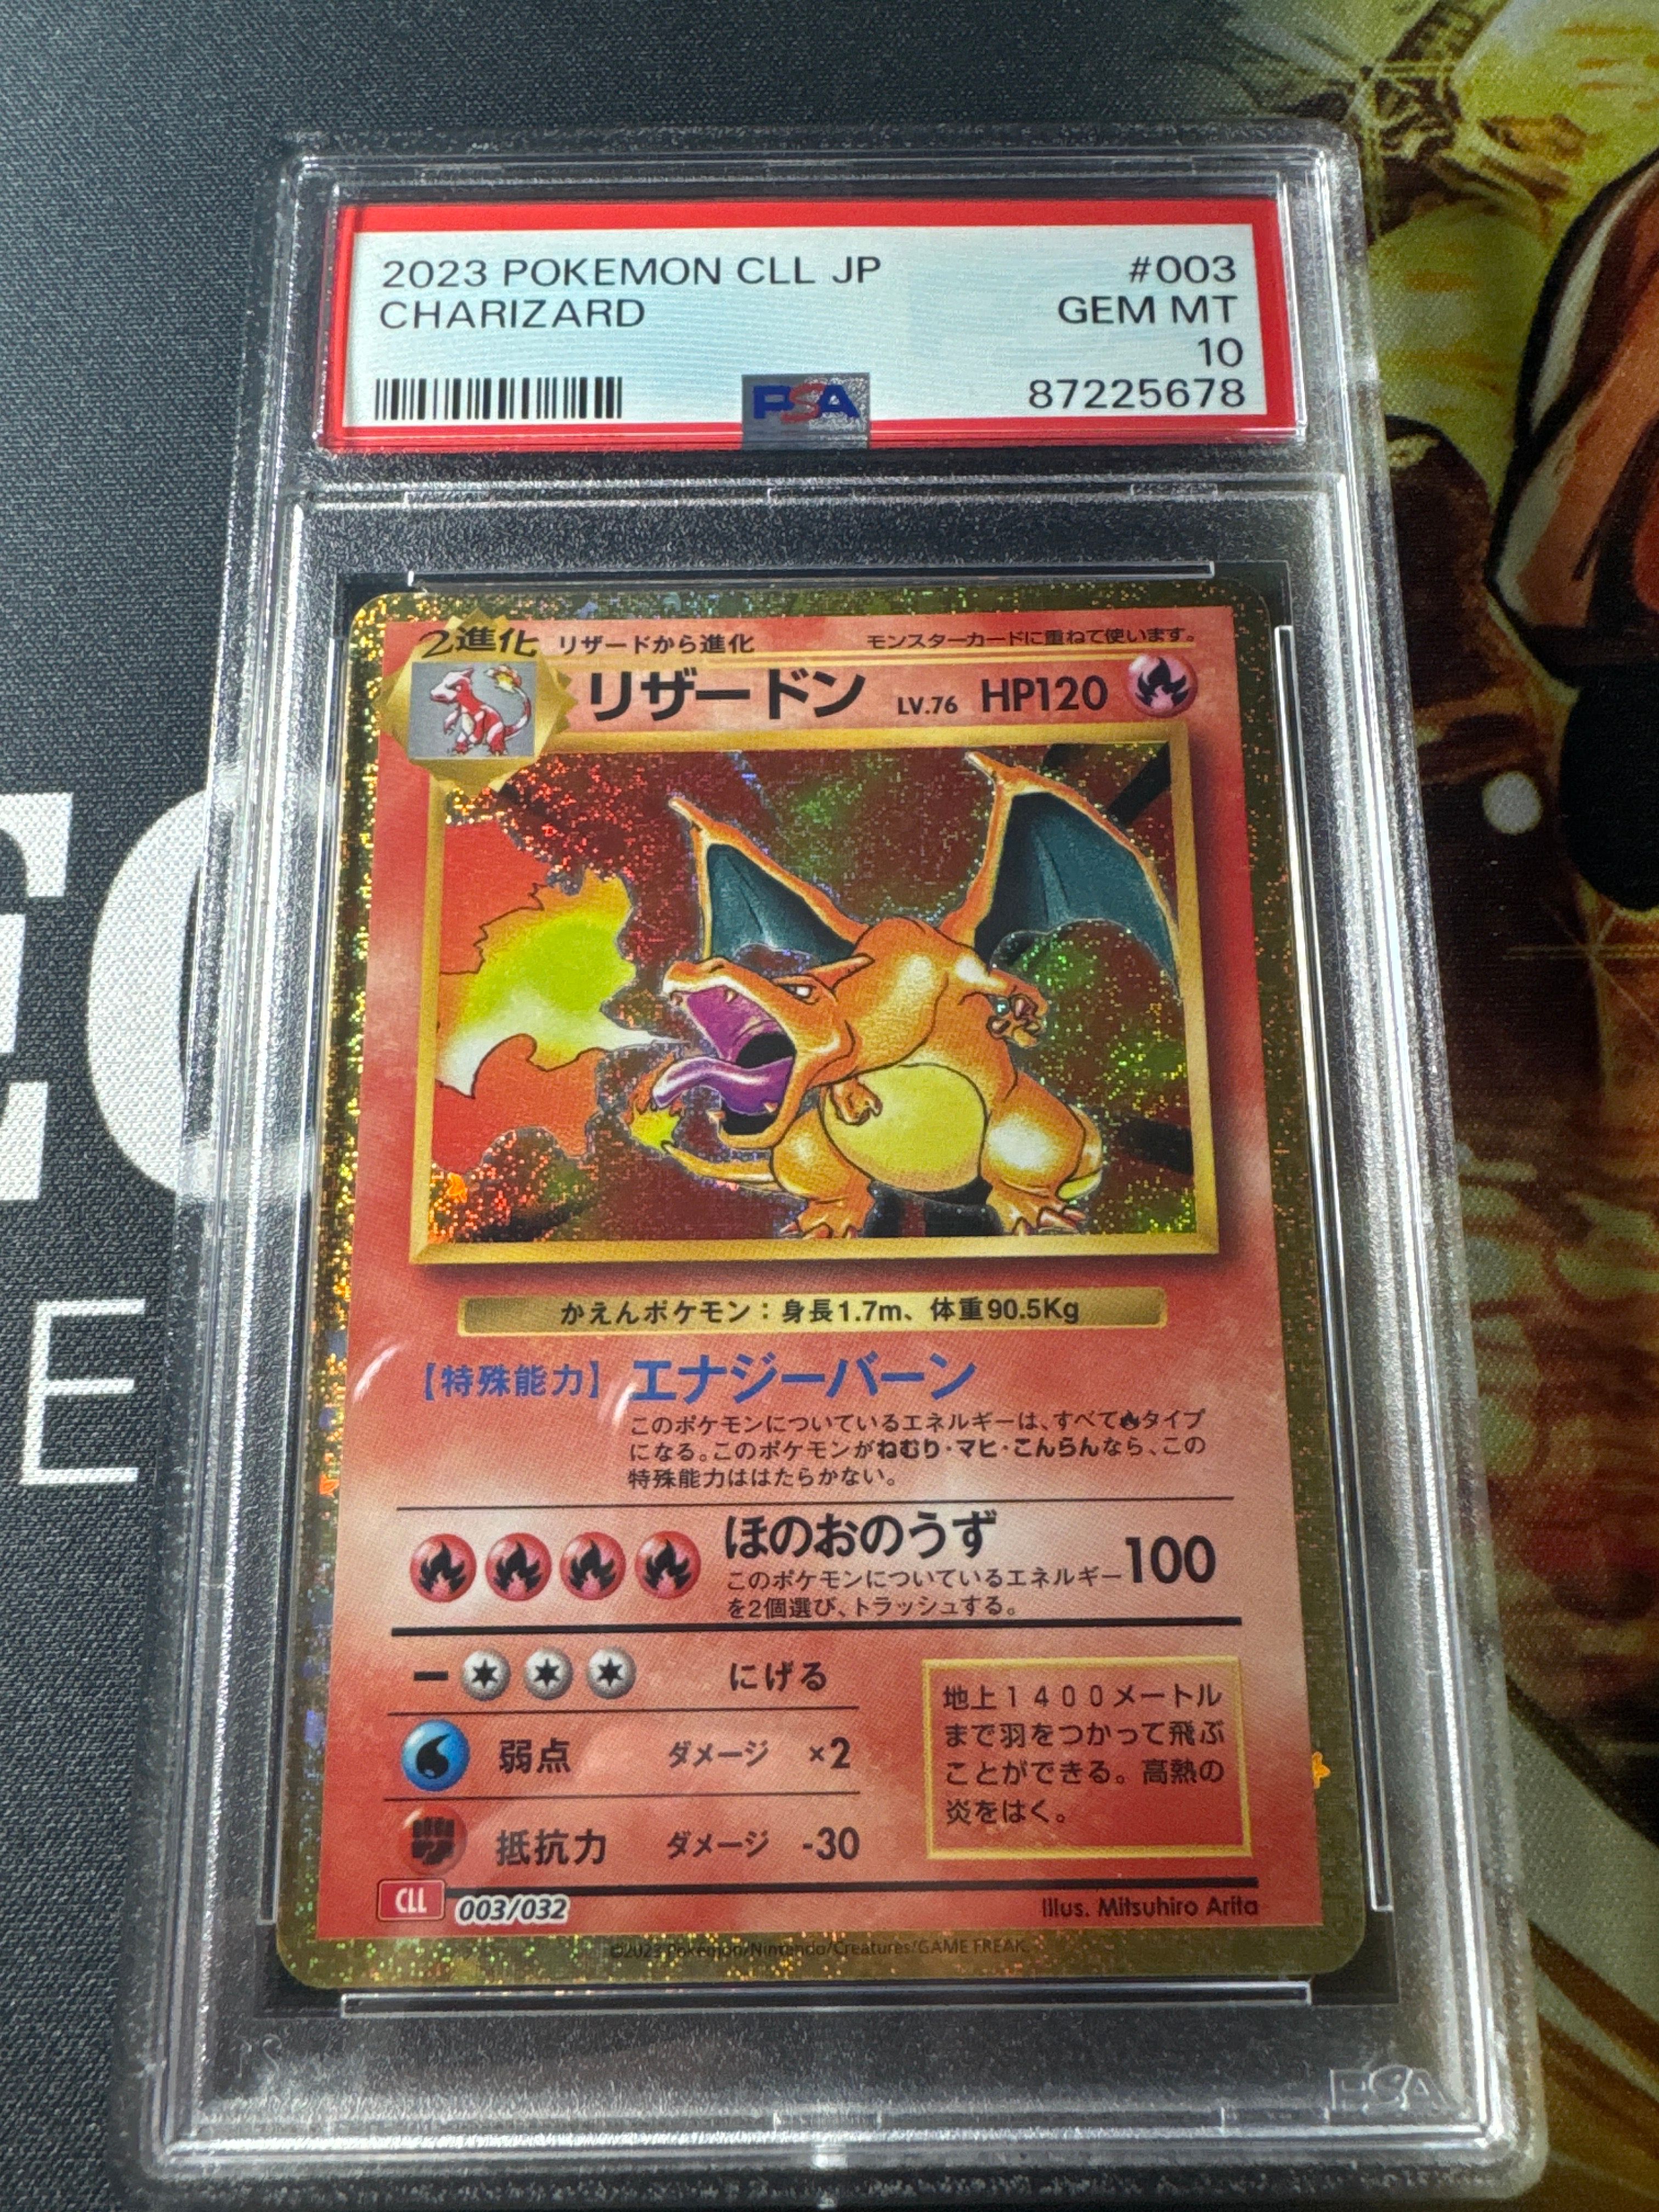 2023 POKEMON CLL JP #003
CHARIZARD GEM MT
10
PSA 87225678
2進化 リザードから進化 モンスターカードに重ねて使います。
リザードン LV.76 HP120
かえんポケモン：身長1.7m、体重90.5Kg
【特殊能力】 エナジーバーン
このポケモンについているエネルギーは、すべてタイプ
になる。このポケモンがねむり・マヒ・こんらんなら、この
特殊能力ははたらかない。
ほのおのうず 100
このポケモンについているエネルギー
を2個選び、トラッシュする。
にげる
弱点 ダメージ ×2
抵抗力 ダメージ -30
地上1400メートル
まで羽をつかって飛ぶ
ことができる。高熱の
炎をはく。
CLL 003/032 Illus. Mitsuhiro Arita
©2023 Pokémon/Nintendo/Creatures/GAME FREAK.
PSA
E